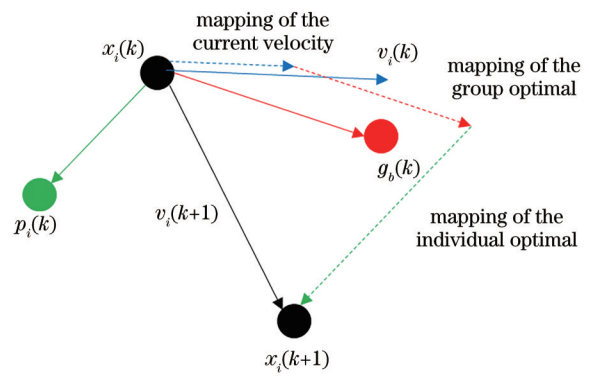 mapping of the
current velocity
x_i(k)
v_i(k)
mapping of the
group optimal
g_b(k)
p_i(k)
v_i(k+1)
mapping of the
individual optimal
x_i(k+1)